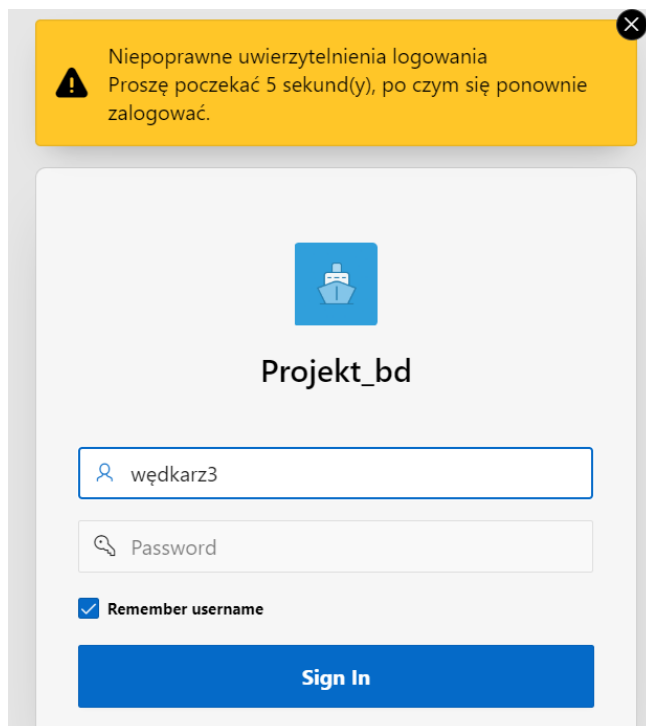 Niepoprawne uwierzytelnienia logowania
Proszę poczekać 5 sekund(y), po czym się ponownie
zalogować.
Projekt_bd
wędkarz3
Password
Remember username
Sign In